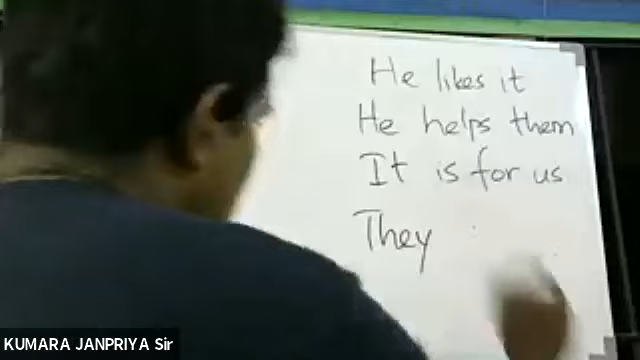 He likes it
He helps them
It is for us
They
KUMARA JANPRIYA Sir